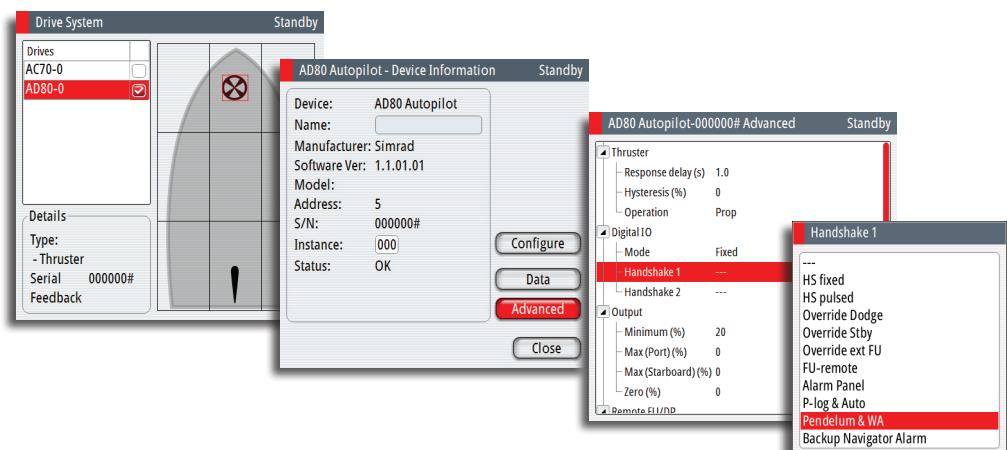 Drive System Standby
Drives
AC70-0
AD80-0
Details
Type:
- Thruster
Serial 000000#
Feedback
AD80 Autopilot - Device Information Standby
Device: AD80 Autopilot
Name:
Manufacturer: Simrad
Software Ver: 1.1.01.01
Model:
Address: 5
S/N: 000000#
Instance: 000
Status: OK
Configure
Data
Advanced
Close
AD80 Autopilot-000000# Advanced Standby
Thruster
Response delay (s) 1.0
Hysteresis (%) 0
Operation Prop
Digital IO
Mode Fixed
Handshake 1 ---
Handshake 2 ---
Output
Minimum (%) 20
Max (Port) (%) 0
Max (Starboard) (%) 0
Zero (%) 0
Remote FU/DP
Handshake 1
---
HS fixed
HS pulsed
Override Dodge
Override Stby
Override ext FU
FU-remote
Alarm Panel
P-log & Auto
Pendelum & WA
Backup Navigator Alarm